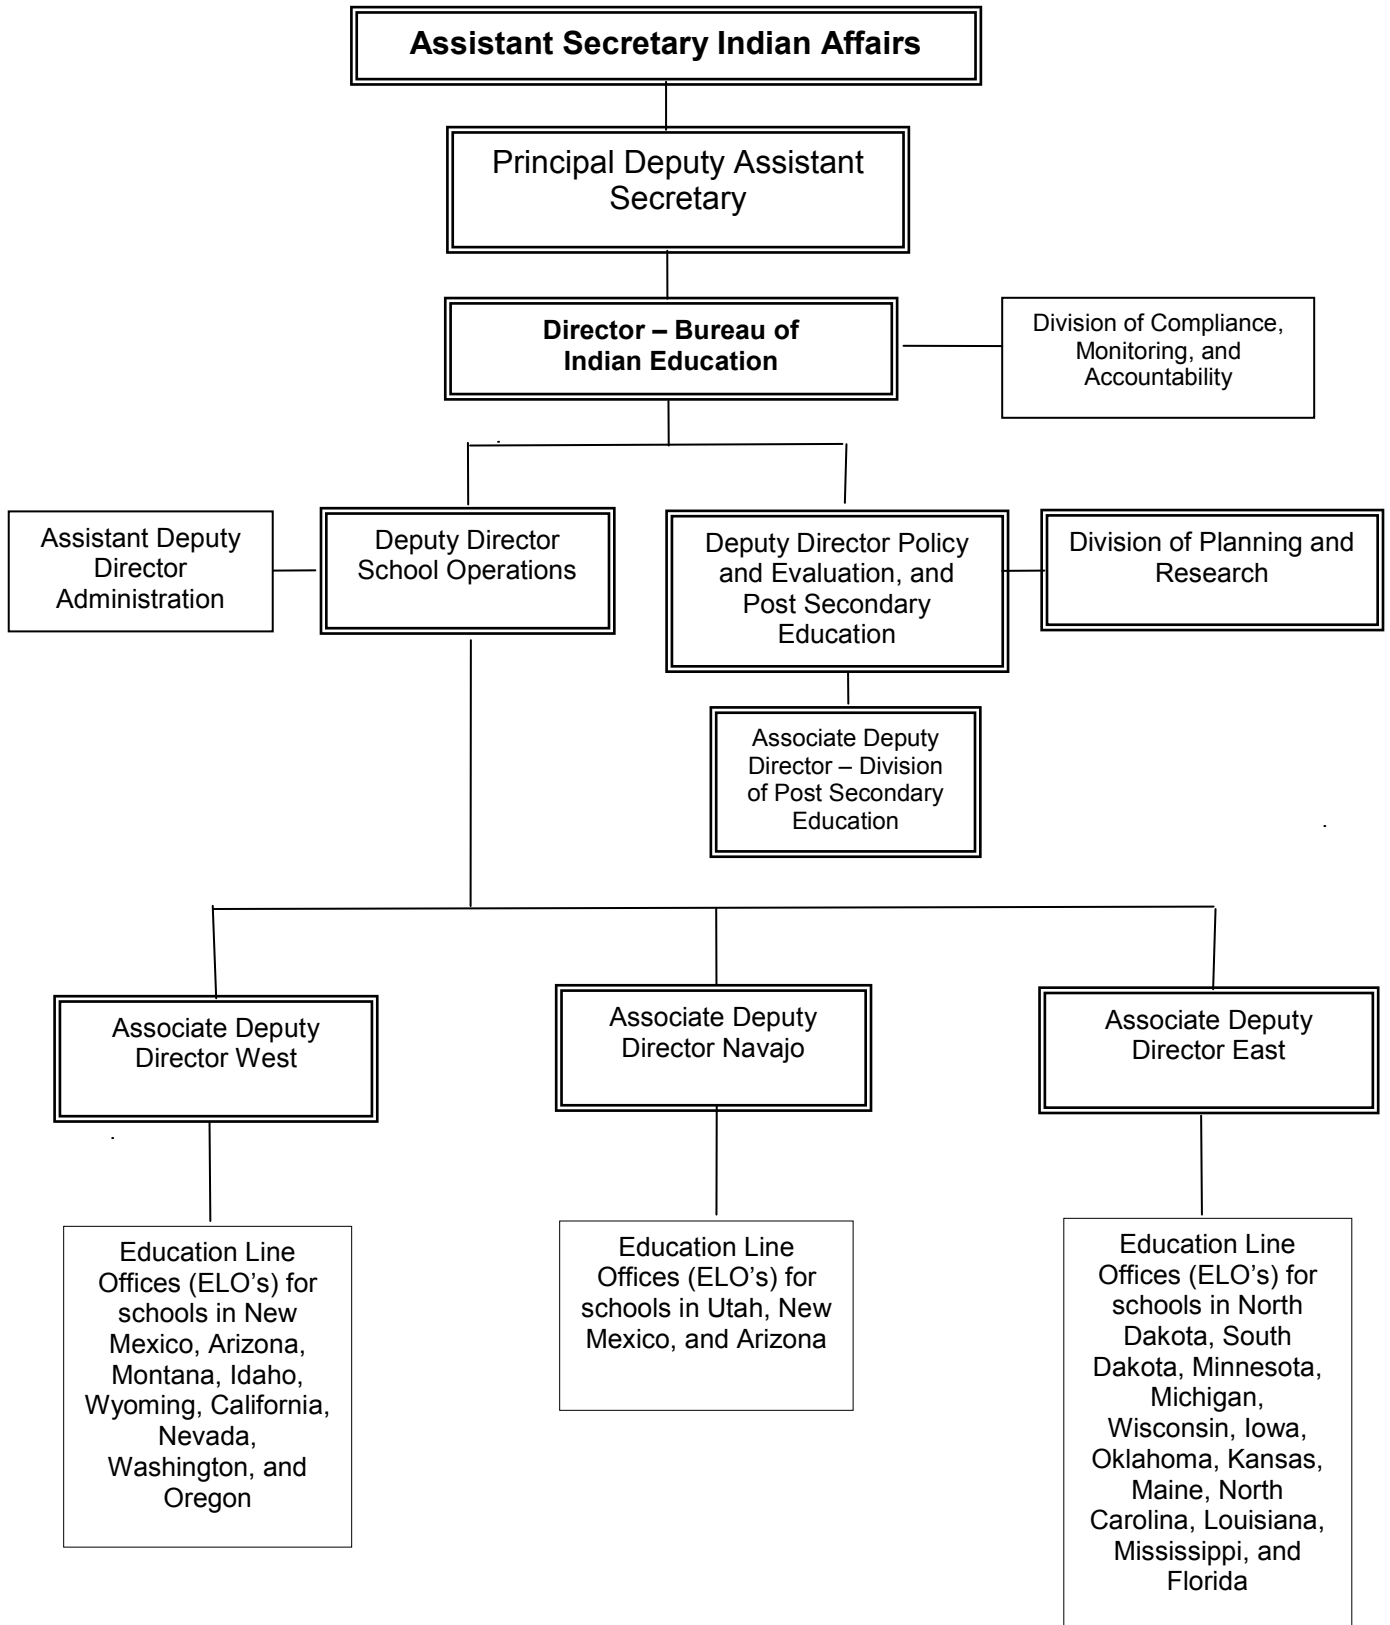 Assistant Secretary Indian Affairs
Principal Deputy Assistant
Secretary
Director – Bureau of
Indian Education
Division of Compliance,
Monitoring, and
Accountability
Assistant Deputy
Director
Administration
Deputy Director
School Operations
Deputy Director Policy
and Evaluation, and
Post Secondary
Education
Division of Planning and
Research
Associate Deputy
Director – Division
of Post Secondary
Education
Associate Deputy
Director West
Associate Deputy
Director Navajo
Associate Deputy
Director East
Education Line
Offices (ELO’s) for
schools in New
Mexico, Arizona,
Montana, Idaho,
Wyoming, California,
Nevada,
Washington, and
Oregon
Education Line
Offices (ELO’s) for
schools in Utah, New
Mexico, and Arizona
Education Line
Offices (ELO’s) for
schools in North
Dakota, South
Dakota, Minnesota,
Michigan,
Wisconsin, Iowa,
Oklahoma, Kansas,
Maine, North
Carolina, Louisiana,
Mississippi, and
Florida